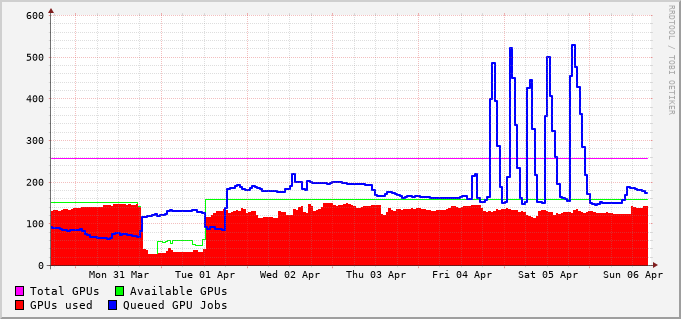 600
500
400
300
200
100
0
Mon 31 Mar Tue 01 Apr Wed 02 Apr Thu 03 Apr Fri 04 Apr Sat 05 Apr Sun 06 Apr
Total GPUs Available GPUs
GPUs used Queued GPU Jobs
RRDTOOL / TOBI OETIKER